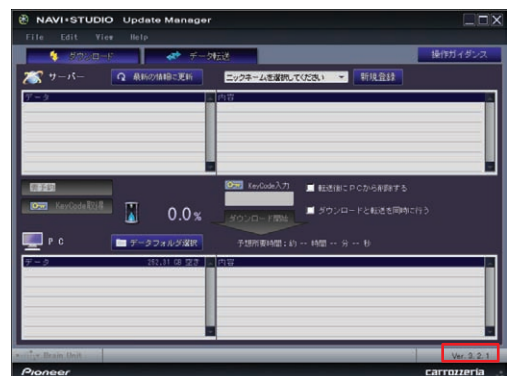 NAVI*STUDIO Update Manager
File Edit View Help
ダウンロード
データ転送
操作ガイダンス
サーバー
最新の情報に更新
ニックネームを選択してください
新規登録
データ
内容
KeyCode取得
KeyCode入力
転送後にPCから削除する
0.0%
ダウンロード開始
ダウンロードと転送を同時に行う
PC
データフォルダ選択
予想所要時間:約 -- 時間 -- 分 -- 秒
データ 252.31 GB 空き
内容
Brain Unit
Ver. 3.2.1
Pioneer
carrozzeria